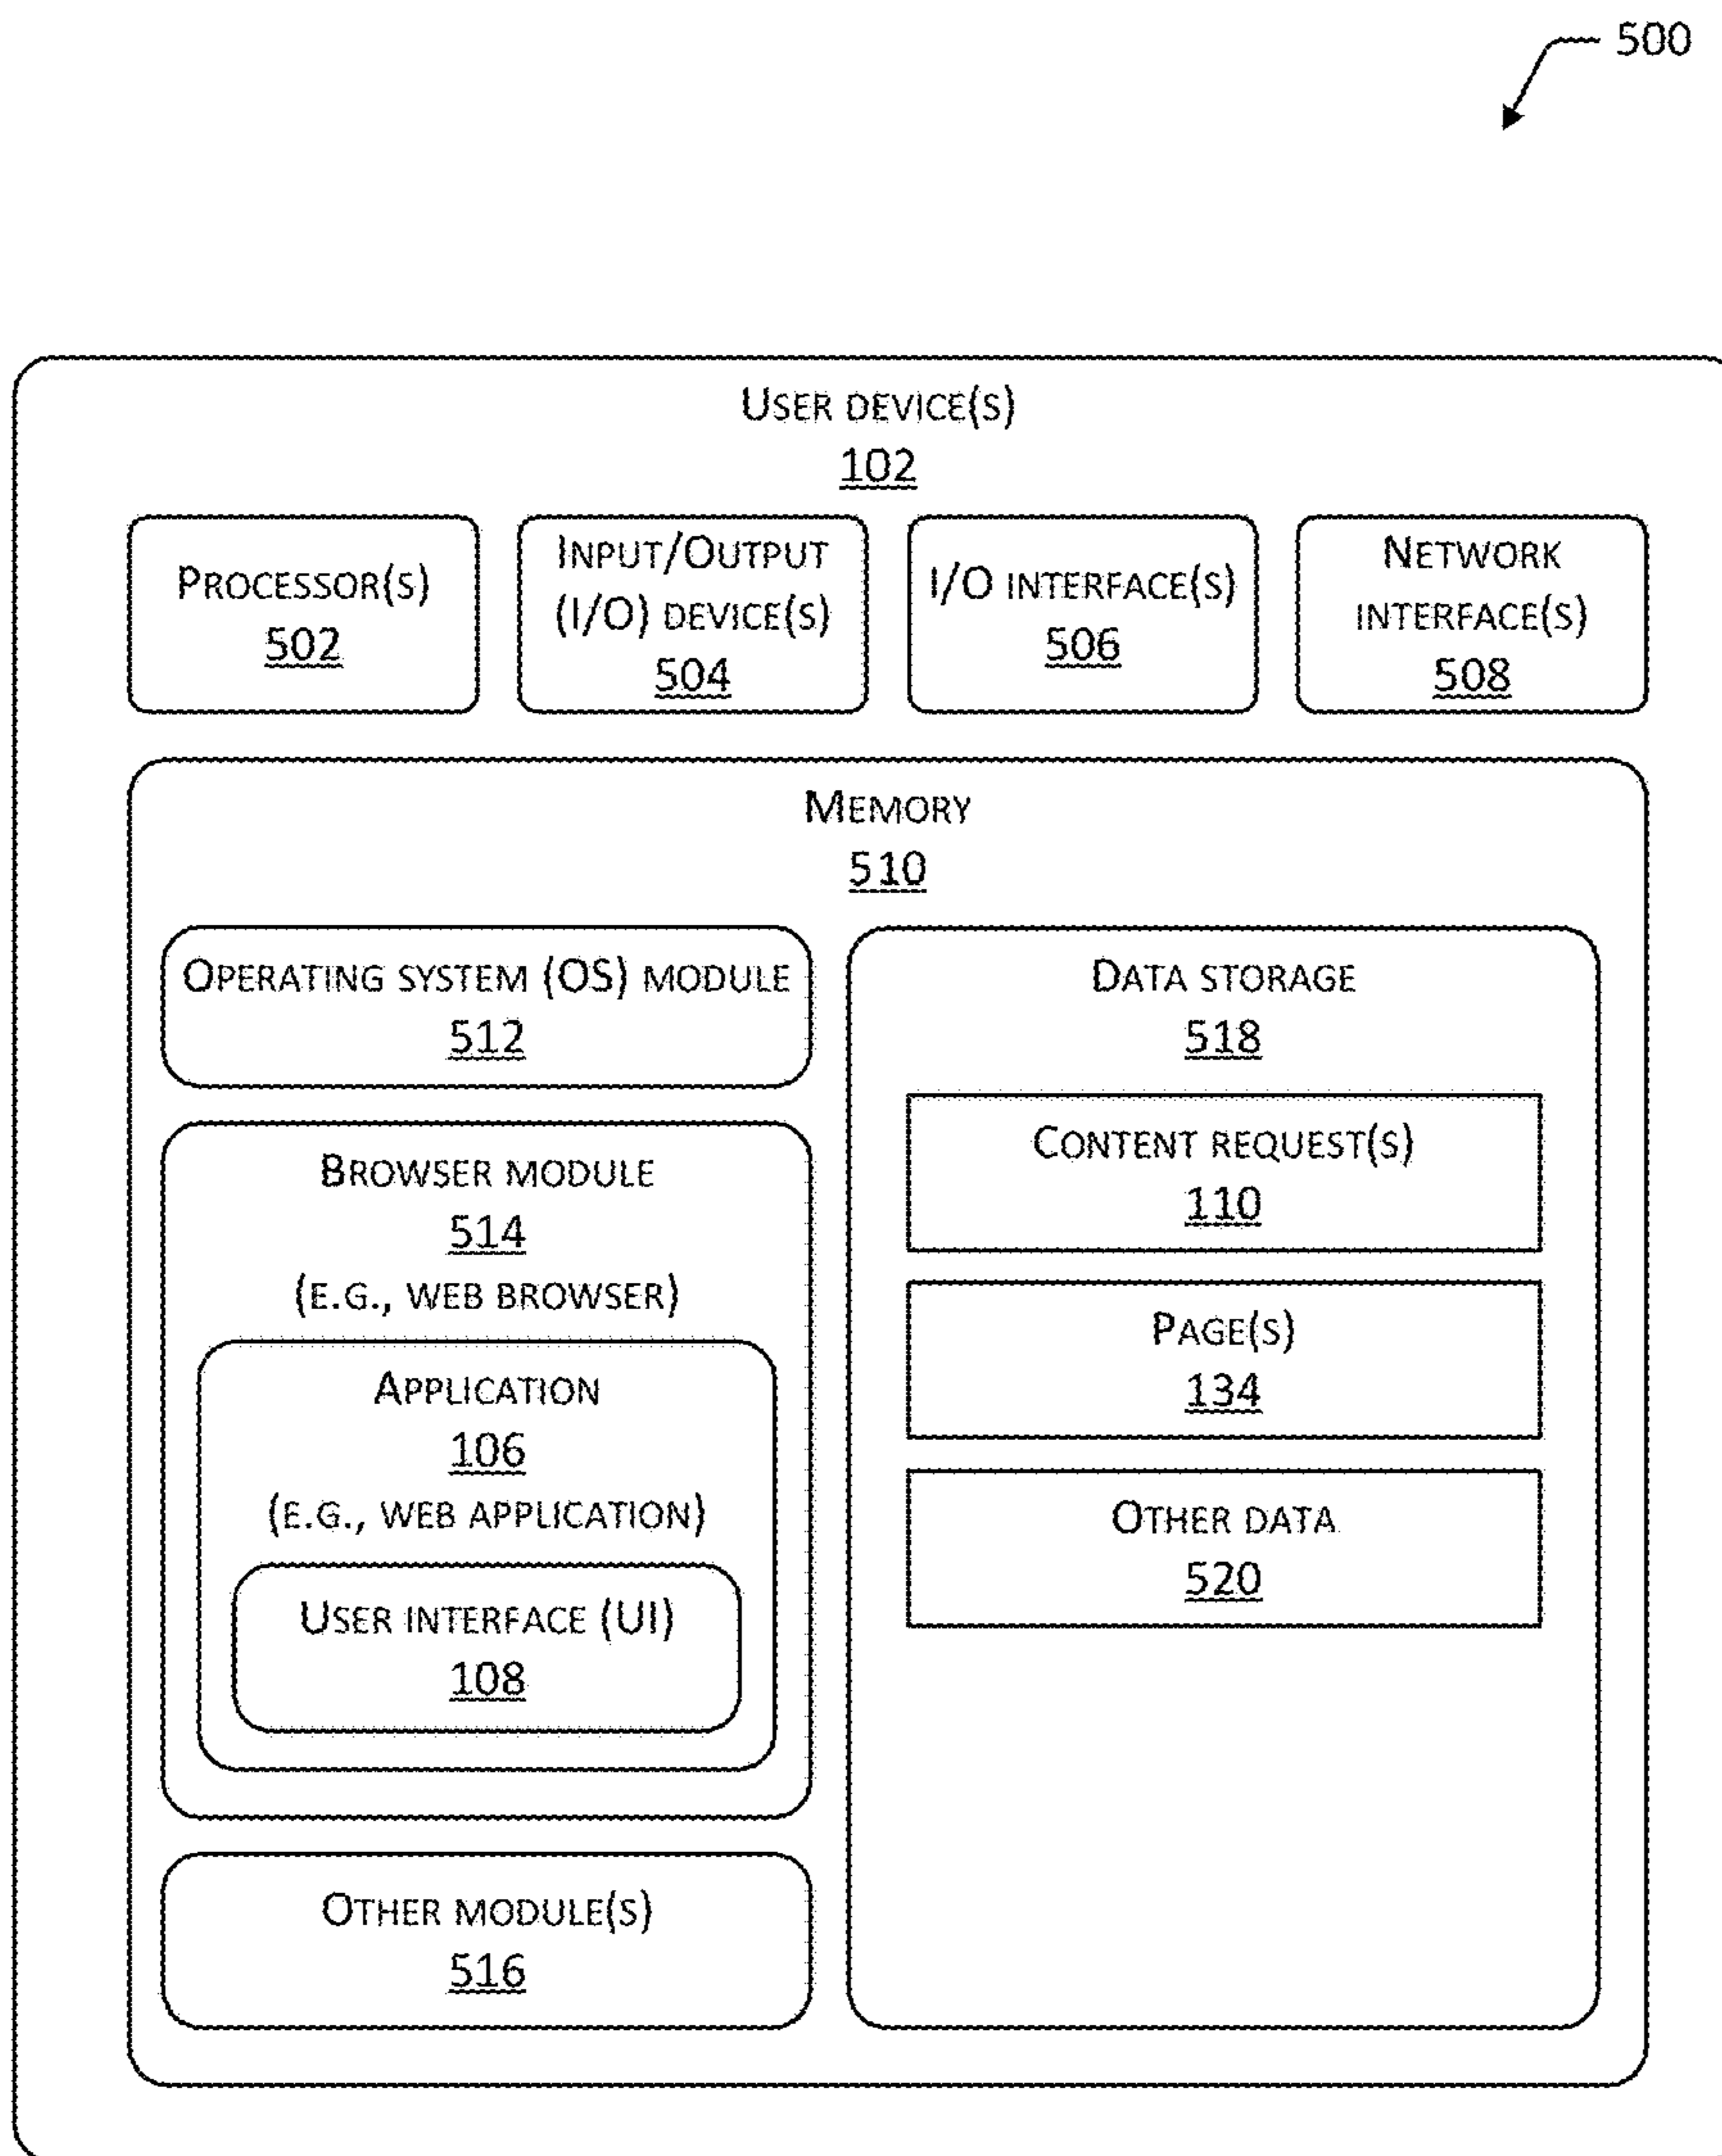 500
User device(s)
102
Processor(s)
502
Input/Output
(I/O) device(s)
504
I/O interface(s)
506
Network
interface(s)
508
Memory
510
Operating system (OS) module
512
Browser module
514
(e.g., web browser)
Application
106
(e.g., web application)
User interface (UI)
108
Other module(s)
516
Data storage
518
Content request(s)
110
Page(s)
134
Other data
520